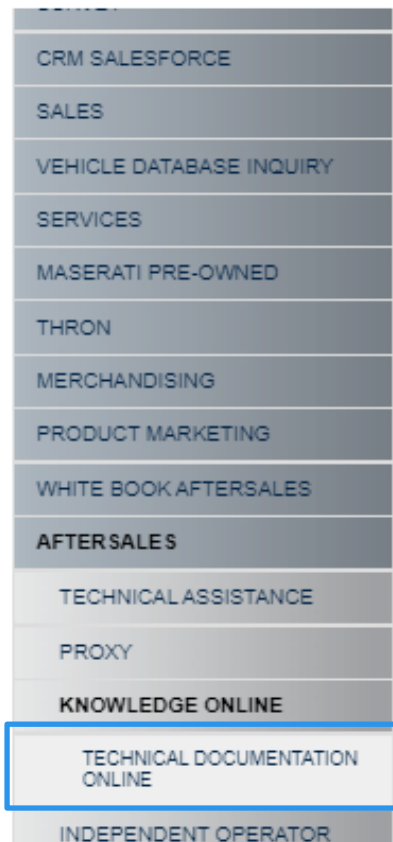 CRM SALESFORCE
SALES
VEHICLE DATABASE INQUIRY
SERVICES
MASERATI PRE-OWNED
THRON
MERCHANDISING
PRODUCT MARKETING
WHITE BOOK AFTERSALES
AFTERSALES
TECHNICAL ASSISTANCE
PROXY
KNOWLEDGE ONLINE
TECHNICAL DOCUMENTATION
ONLINE
INDEPENDENT OPERATOR